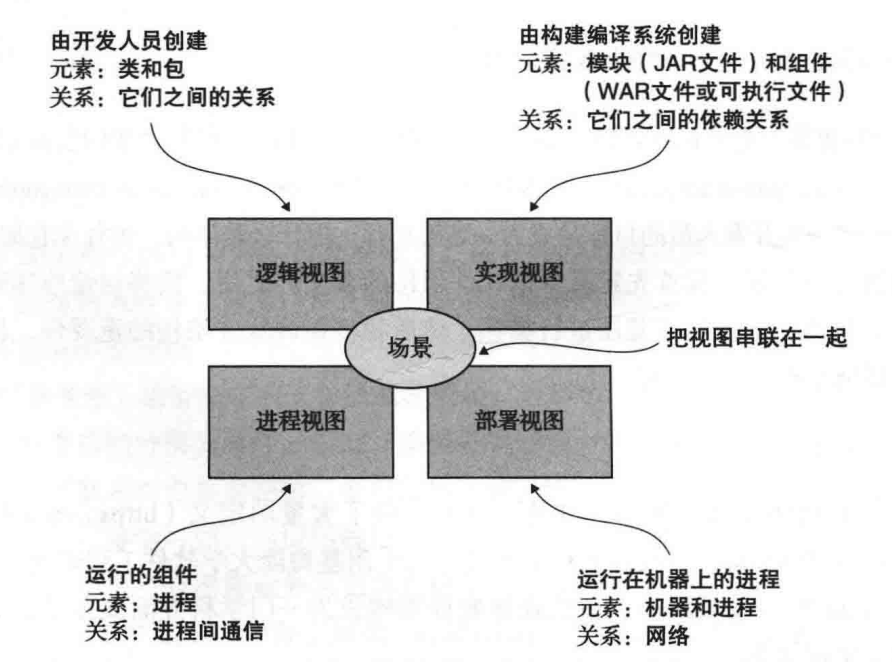 由开发人员创建
元素：类和包
关系：它们之间的关系
由构建编译系统创建
元素：模块（JAR文件）和组件
（WAR文件或可执行文件）
关系：它们之间的依赖关系
逻辑视图
实现视图
场景
把视图串联在一起
进程视图
部署视图
运行的组件
元素：进程
关系：进程间通信
运行在机器上的进程
元素：机器和进程
关系：网络